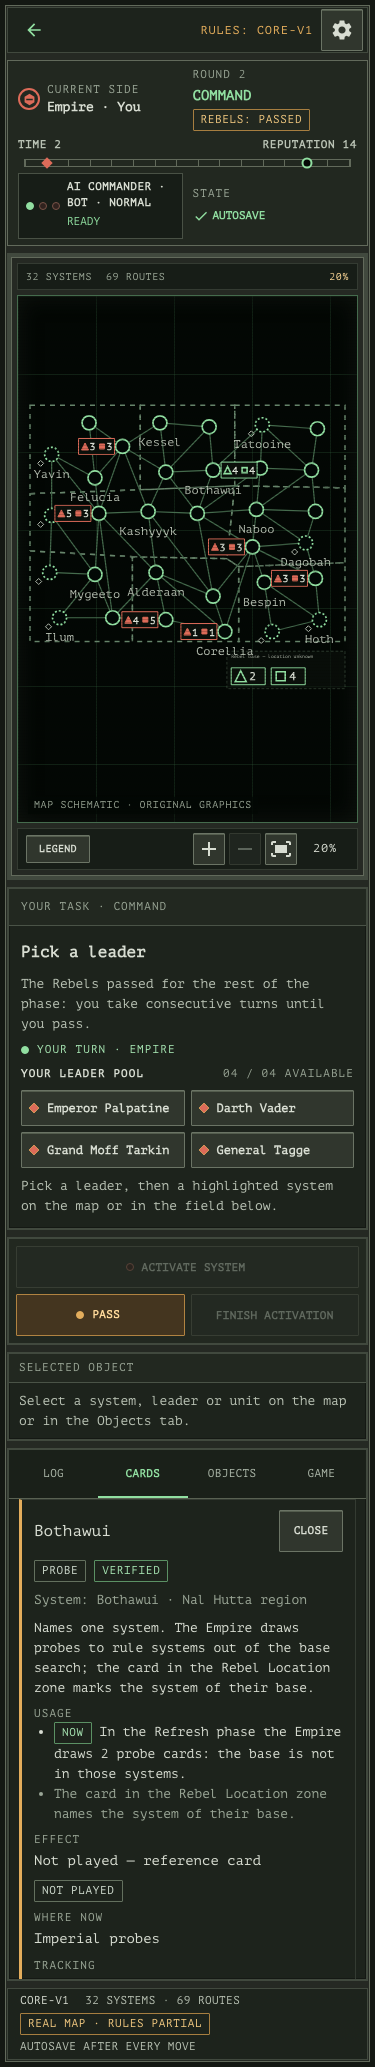 RULES: CORE-V1
CURRENT SIDE
Empire · You
ROUND 2
COMMAND
REBELS: PASSED
TIME 2
REPUTATION 14
AI COMMANDER ·
BOT · NORMAL
READY
STATE
AUTOSAVE
32 SYSTEMS 69 ROUTES
20%
Kessel
Tatooine
3 3
Yavin
4 4
Bothawui
Felucia
5 3
Kashyyyk
Naboo
3 3
Dagobah
3 3
Mygeeto
Alderaan
Bespin
4 5
1 1
Ilum
Hoth
Corellia
2 4
MAP SCHEMATIC · ORIGINAL GRAPHICS
LEGEND
20%
YOUR TASK · COMMAND
Pick a leader
The Rebels passed for the rest of the
phase: you take consecutive turns until
you pass.
YOUR TURN · EMPIRE
YOUR LEADER POOL
04 / 04 AVAILABLE
Emperor Palpatine
Darth Vader
Grand Moff Tarkin
General Tagge
Pick a leader, then a highlighted system
on the map or in the field below.
ACTIVATE SYSTEM
PASS
FINISH ACTIVATION
SELECTED OBJECT
Select a system, leader or unit on the map
or in the Objects tab.
LOG
CARDS
OBJECTS
GAME
Bothawui
CLOSE
PROBE
VERIFIED
System: Bothawui · Nal Hutta region
Names one system. The Empire draws
probes to rule systems out of the base
search; the card in the Rebel Location
zone marks the system of their base.
USAGE
• NOW In the Refresh phase the Empire
draws 2 probe cards: the base is not
in those systems.
• The card in the Rebel Location zone
names the system of their base.
EFFECT
Not played — reference card
NOT PLAYED
WHERE NOW
Imperial probes
TRACKING
CORE-V1 32 SYSTEMS · 69 ROUTES
REAL MAP · RULES PARTIAL
AUTOSAVE AFTER EVERY MOVE